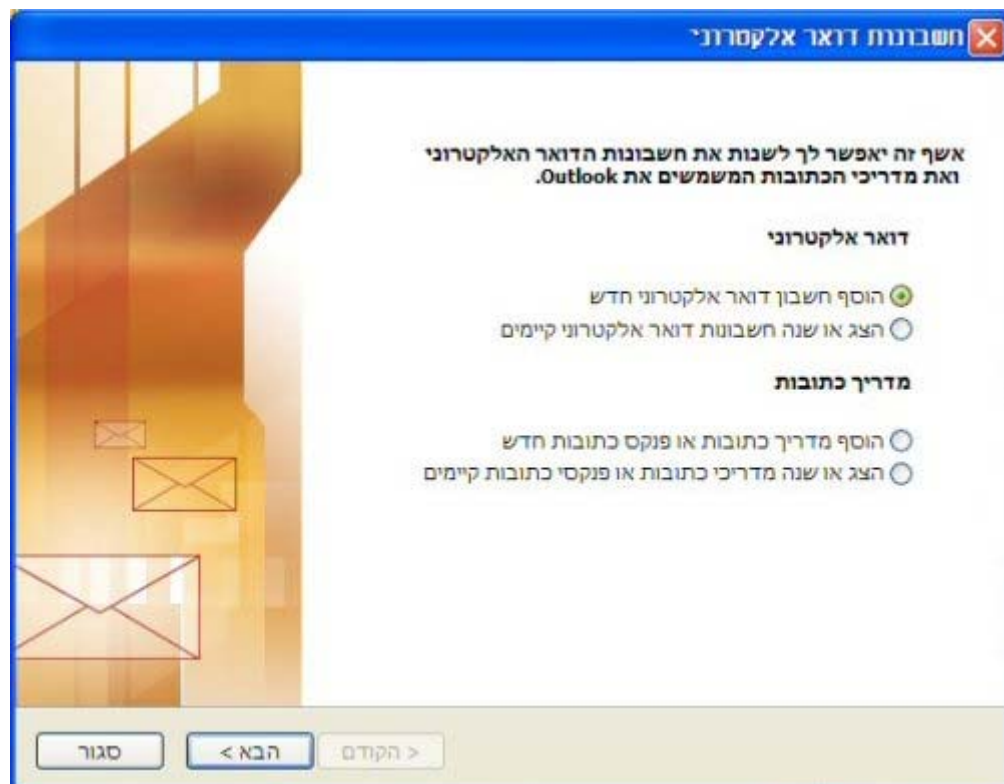 חשבונות דואר אלקטרוני
אשף זה יאפשר לך לשנות את חשבונות הדואר האלקטרוני
ואת מדריכי הכתובות המשמשים את Outlook.
דואר אלקטרוני
הוסף חשבון דואר אלקטרוני חדש
הצג או שנה חשבונות דואר אלקטרוני קיימים
מדריך כתובות
הוסף מדריך כתובות או פנקס כתובות חדש
הצג או שנה מדריכי כתובות או פנקסי כתובות קיימים
< הקודם
הבא >
סגור